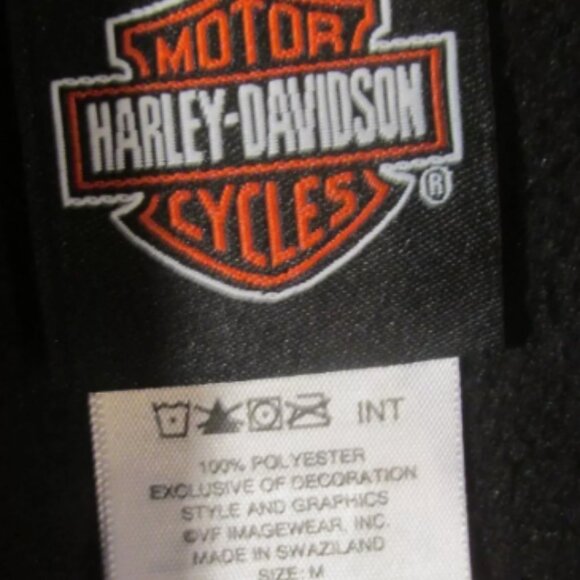 MOTOR
HARLEY-DAVIDSON
CYCLES
®
INT
100% POLYESTER
EXCLUSIVE OF DECORATION
STYLE AND GRAPHICS
©VF IMAGEWEAR, INC.
MADE IN SWAZILAND
SIZE: M